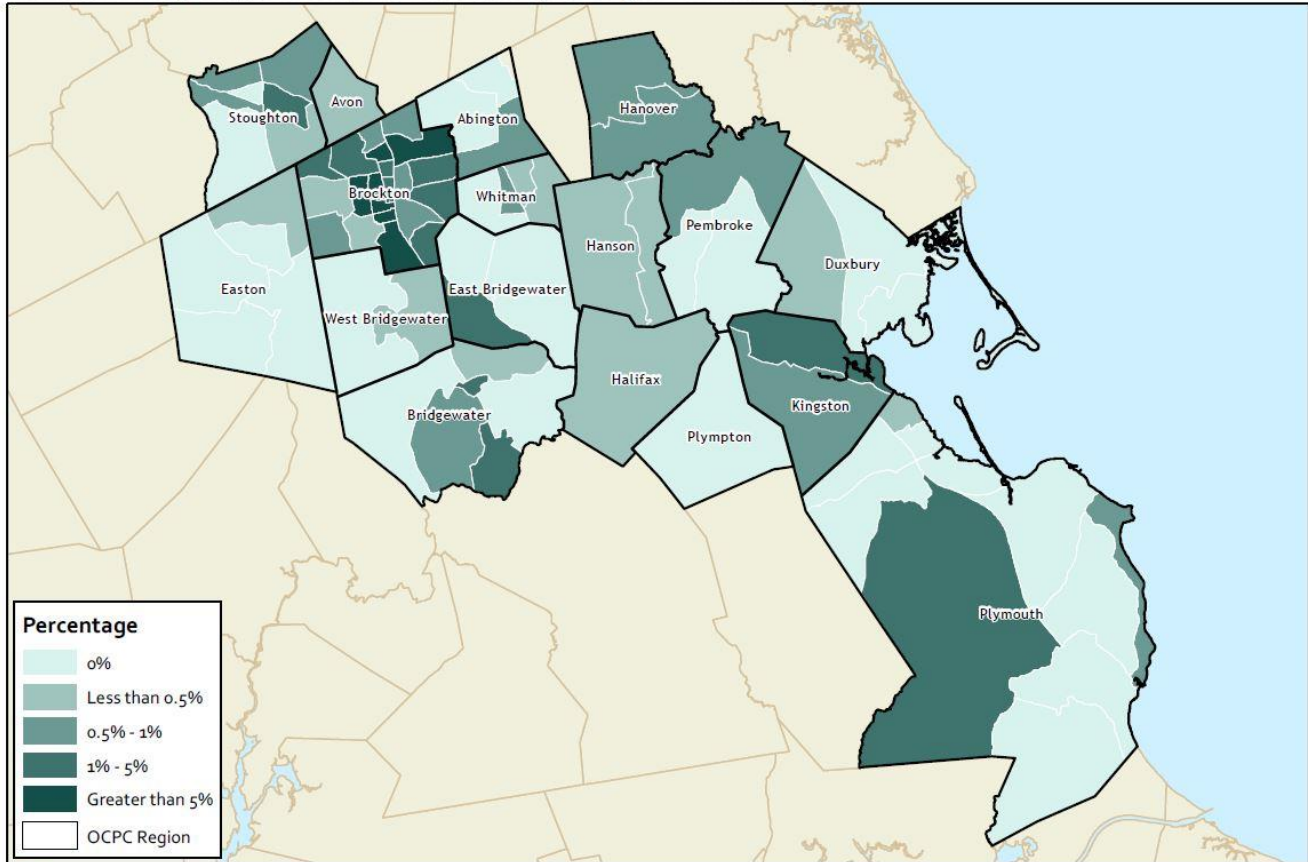 Hanover
Avon
Stoughton
Abington
Brockton
Whitman
Pembroke
Hanson
Duxbury
Easton
East Bridgewater
West Bridgewater
Halifax
Kingston
Bridgewater
Plympton
Plymouth
Percentage
0%
Less than 0.5%
0.5% - 1%
1% - 5%
Greater than 5%
OCPC Region